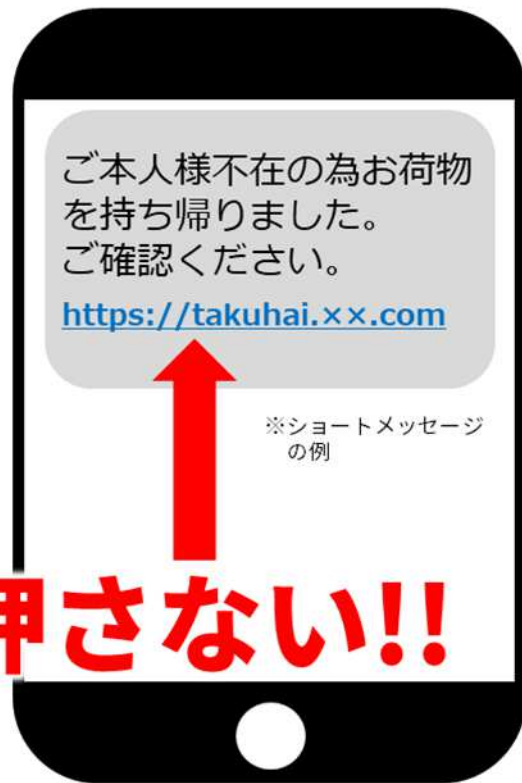 ご本人様不在の為お荷物
を持ち帰りました。
ご確認ください。
https://takuhai.××.com
※ショートメッセージ
の例
押さない!!